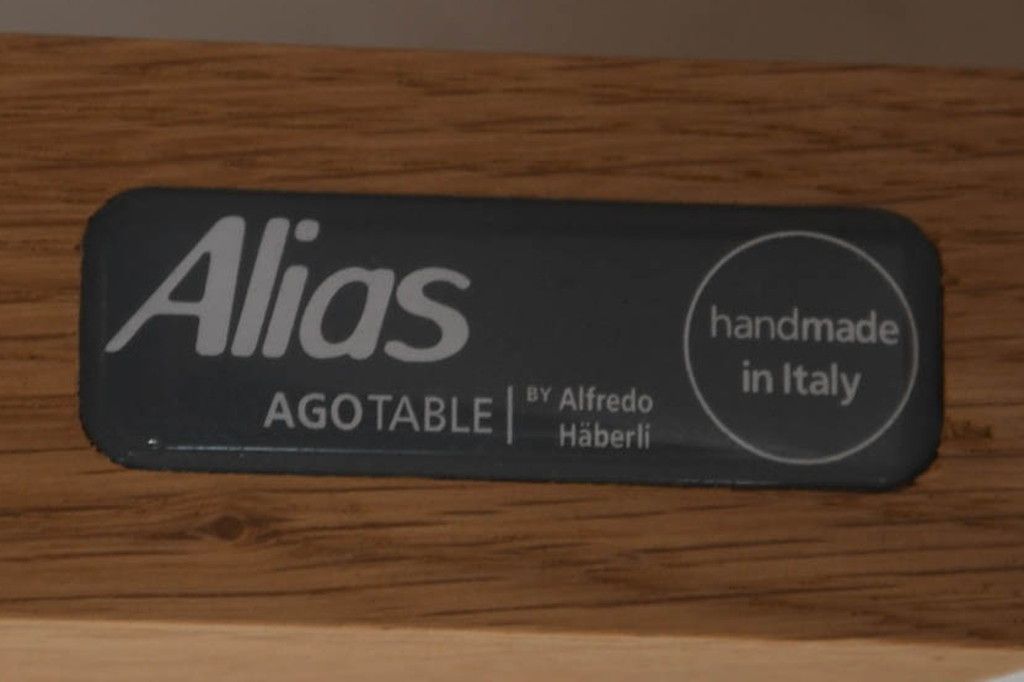 Alias
AGOTABLE | BY Alfredo
Häberli
handmade
in Italy